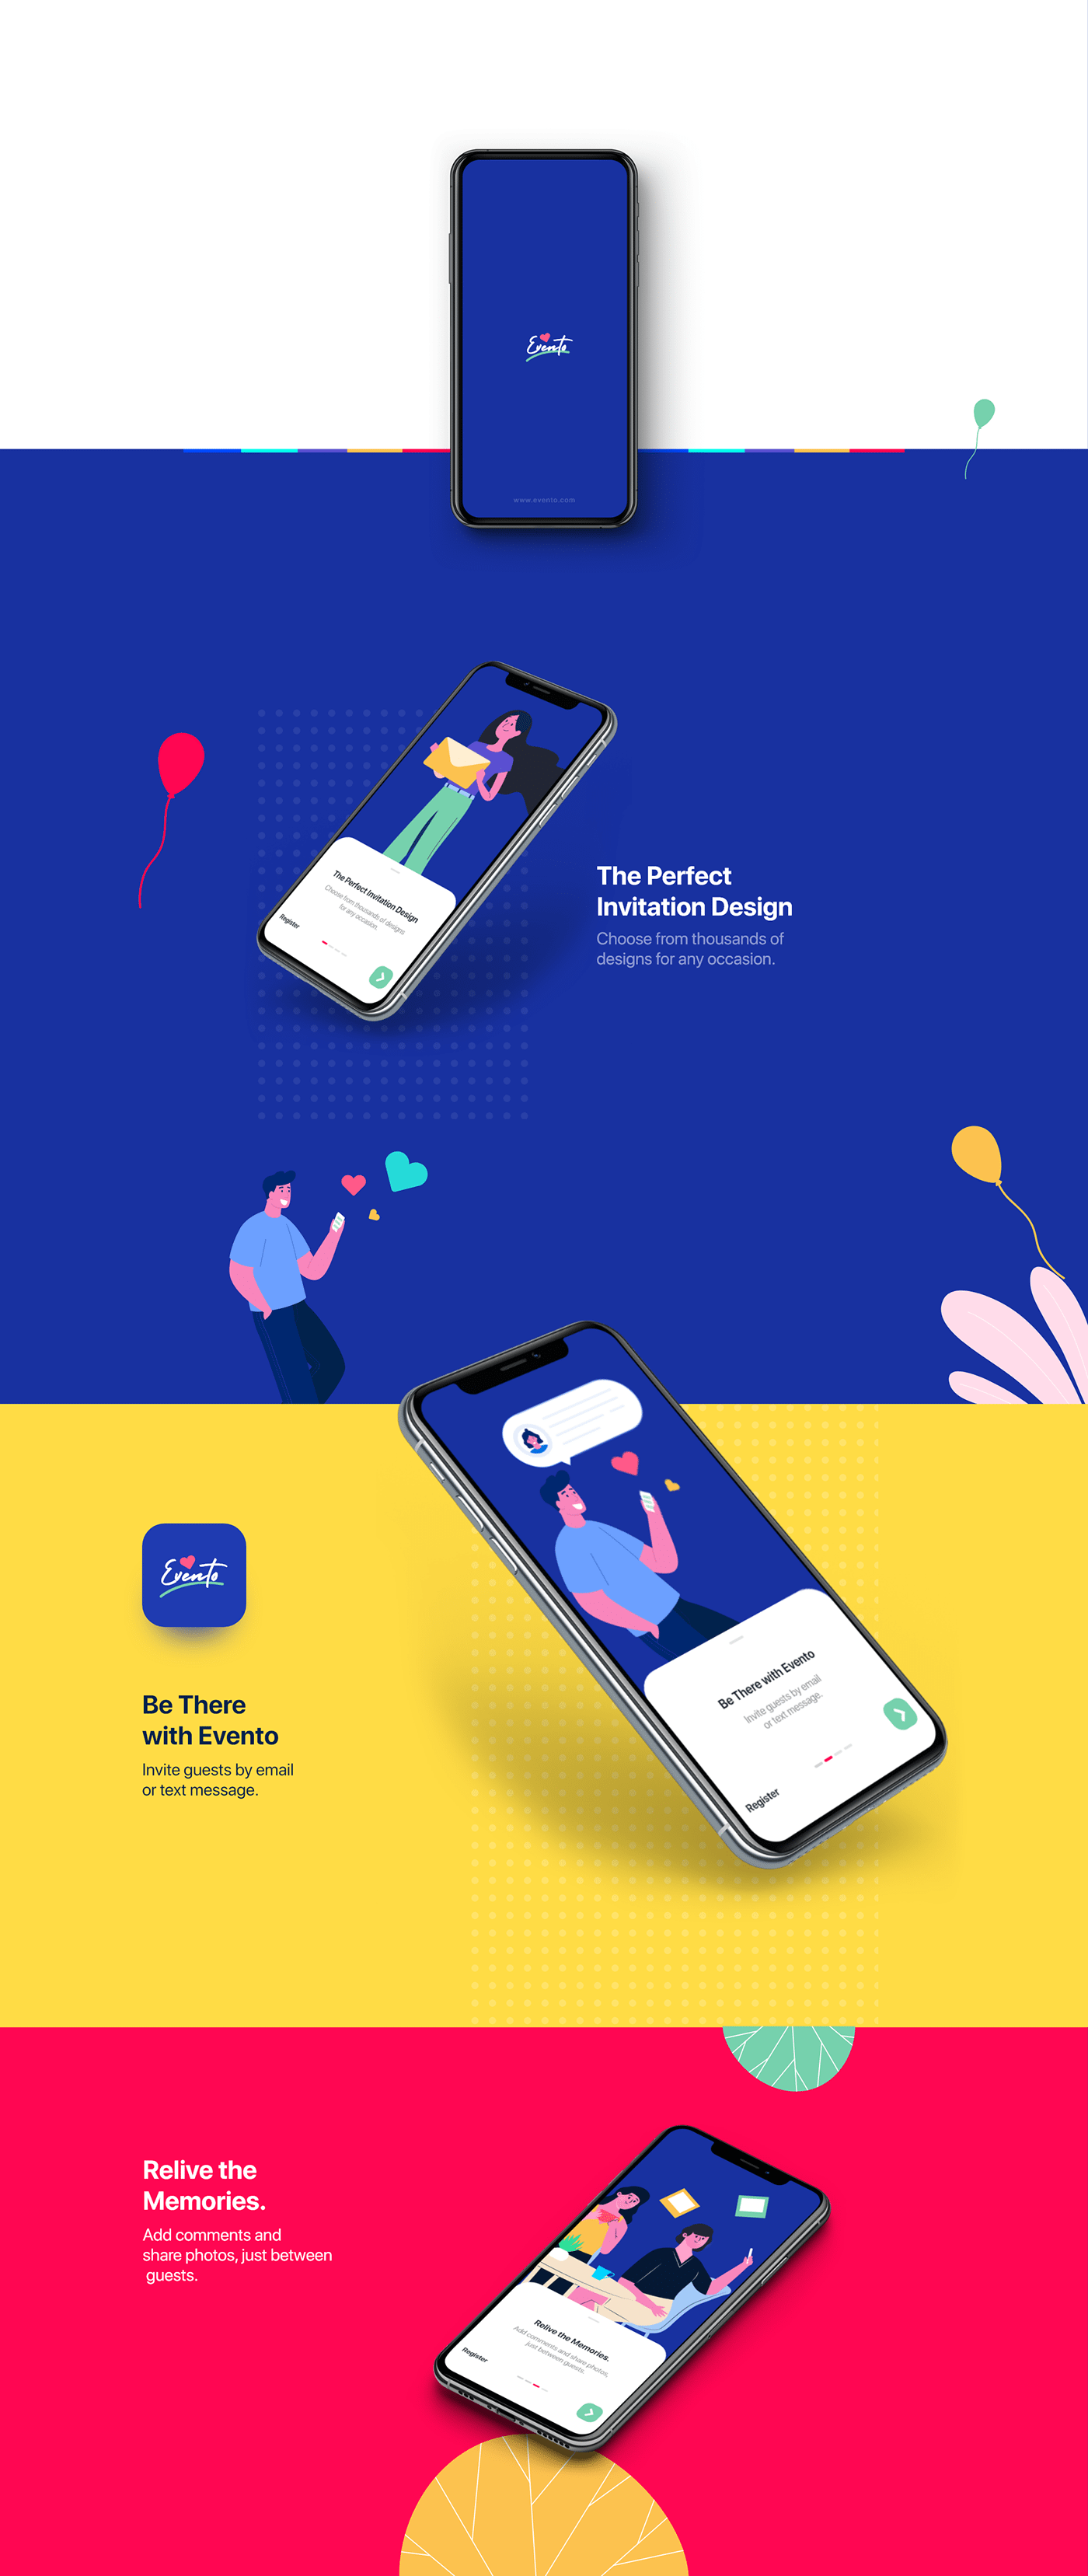 Evento
www.evento.com
The Perfect Invitation Design
Choose from thousands of designs
for any occasion.
Register
The Perfect
Invitation Design
Choose from thousands of
designs for any occasion.
Evento
Be There
with Evento
Invite guests by email
or text message.
Be There with Evento
Invite guests by email
or text message.
Register
Relive the
Memories.
Add comments and
share photos, just between
guests.
Relive the Memories.
Add comments and share photos,
just between guests.
Register